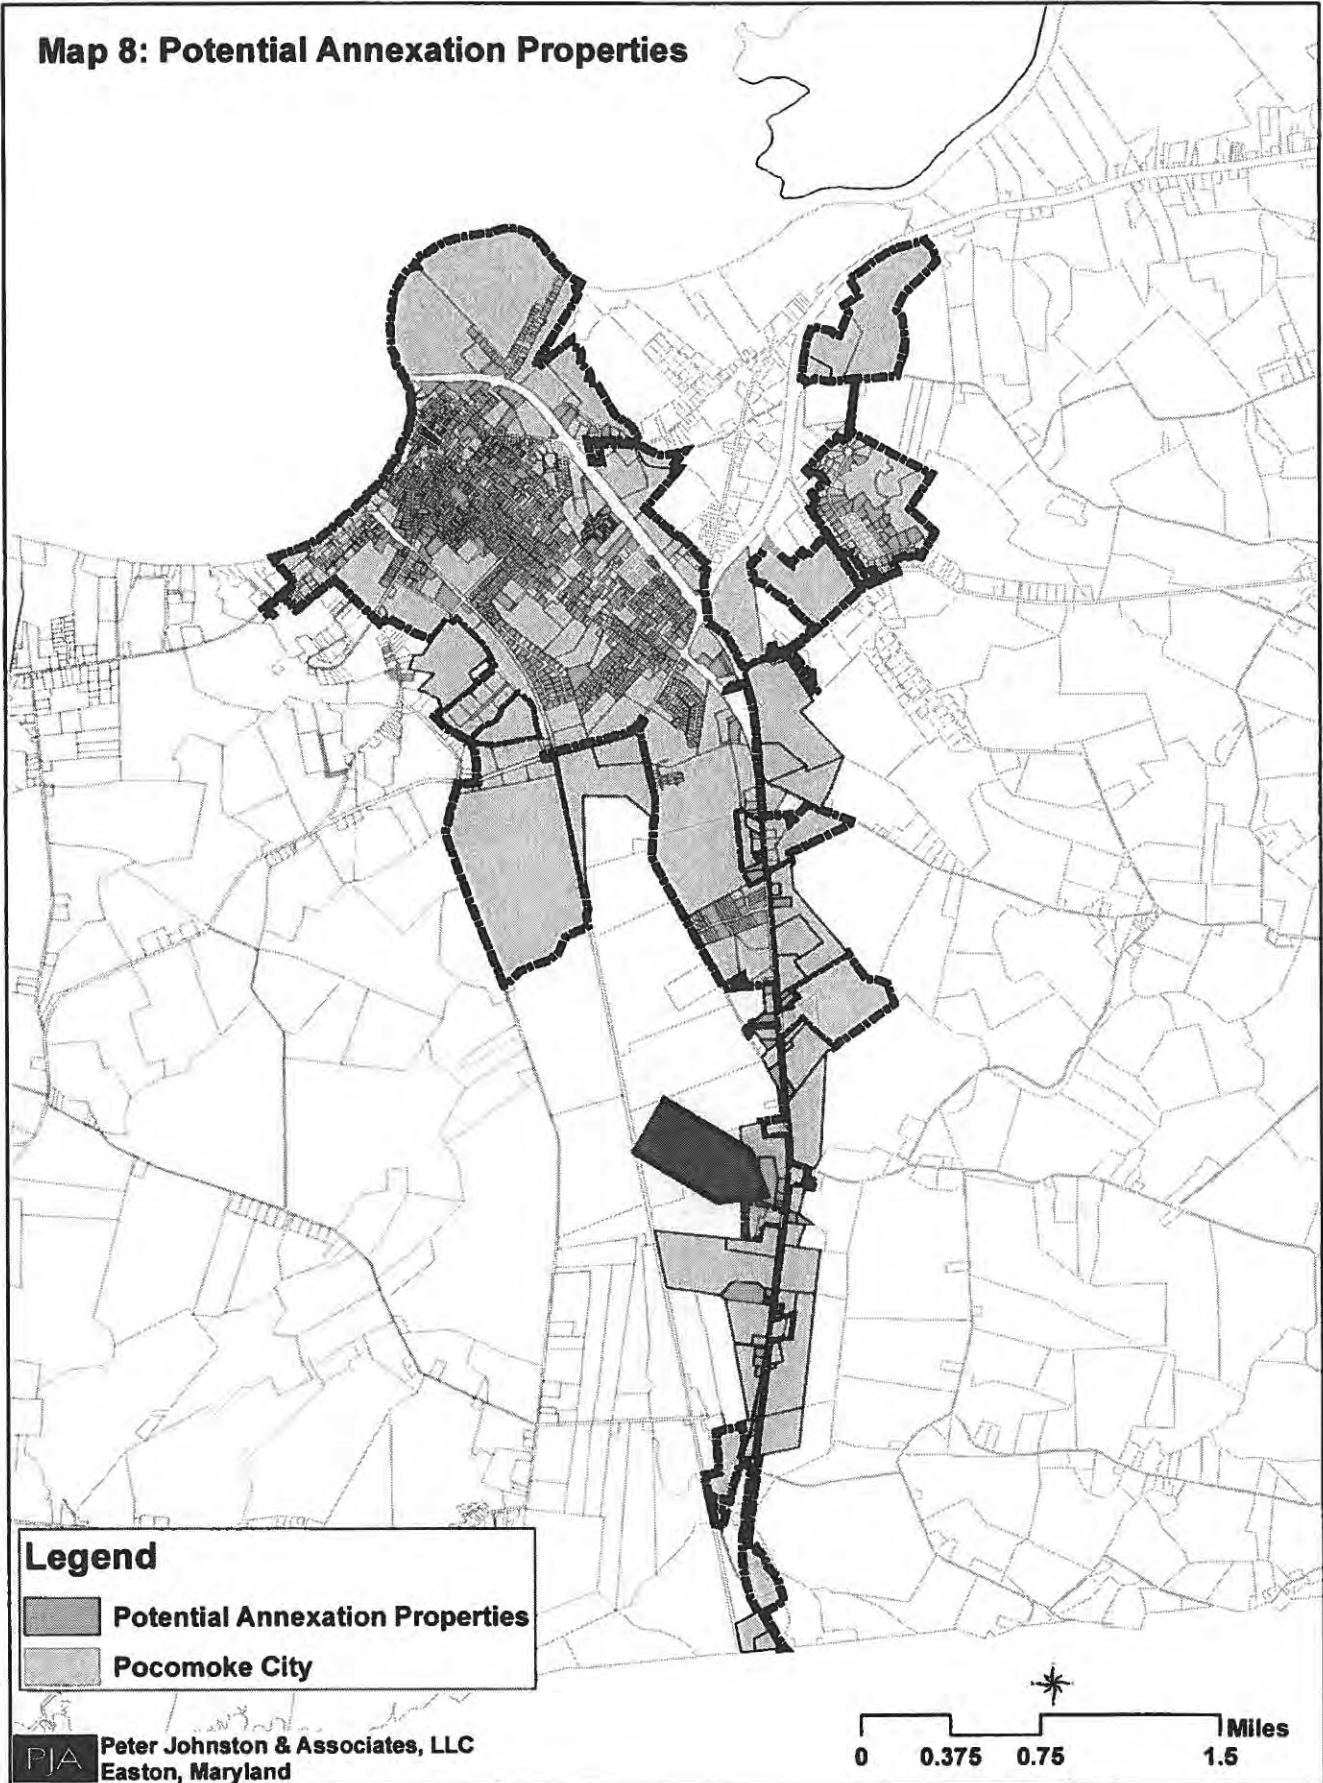 Map 8: Potential Annexation Properties
Legend
Potential Annexation Properties
Pocomoke City
PJA
Peter Johnston & Associates, LLC
Easton, Maryland
Miles
0 0.375 0.75 1.5